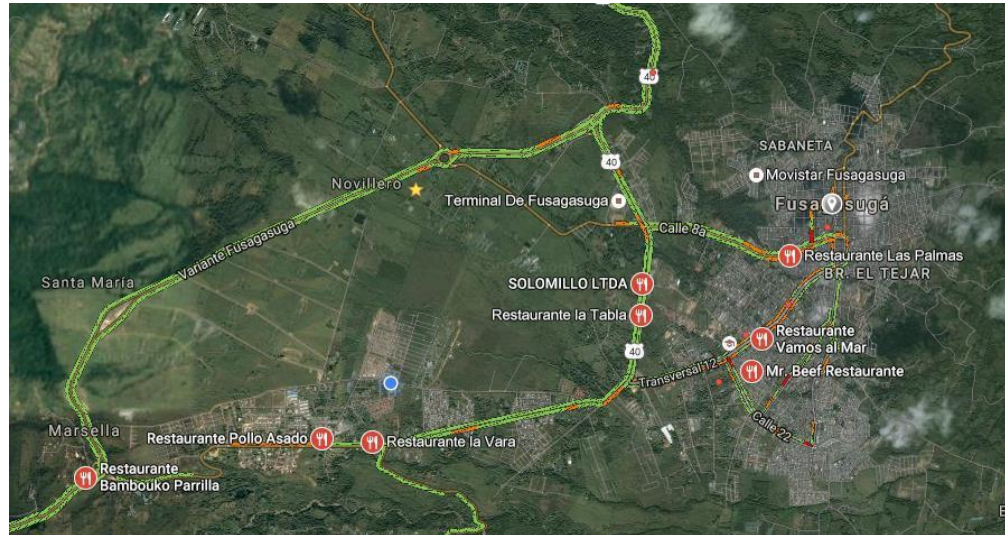 40
SABANETA
40
Movistar Fusagasuga
Novillero
Terminal De Fusagasuga
Fusa
sugá
Calle 8a
Variante Fusagasuga
Restaurante Las Palmas
BR. EL TEJAR
Santa María
SOLOMILLO LTDA
Restaurante la Tabla
Restaurante
Vamos al Mar
40
Transversal 12
Mr. Beef Restaurante
Marsella
Restaurante Pollo Asado
Restaurante la Vara
Calle 22
Restaurante
Bambouko Parrilla